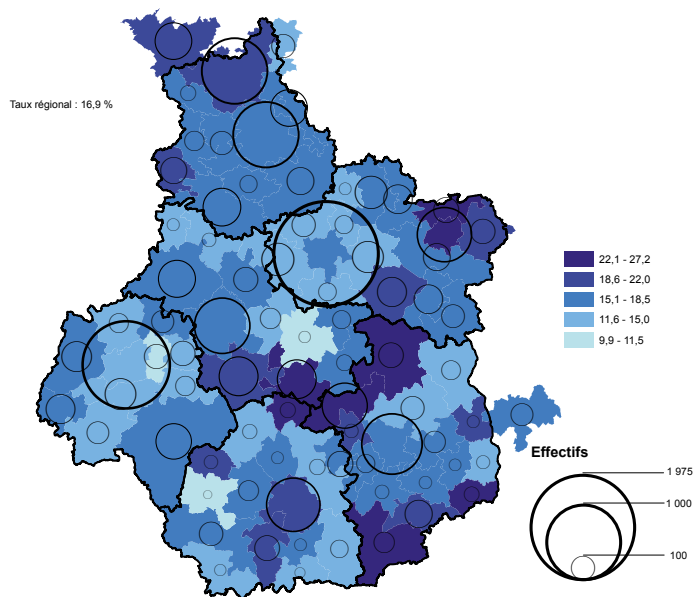 Taux régional : 16,9 %
22,1 - 27,2
18,6 - 22,0
15,1 - 18,5
11,6 - 15,0
9,9 - 11,5
Effectifs
1 975
1 000
100